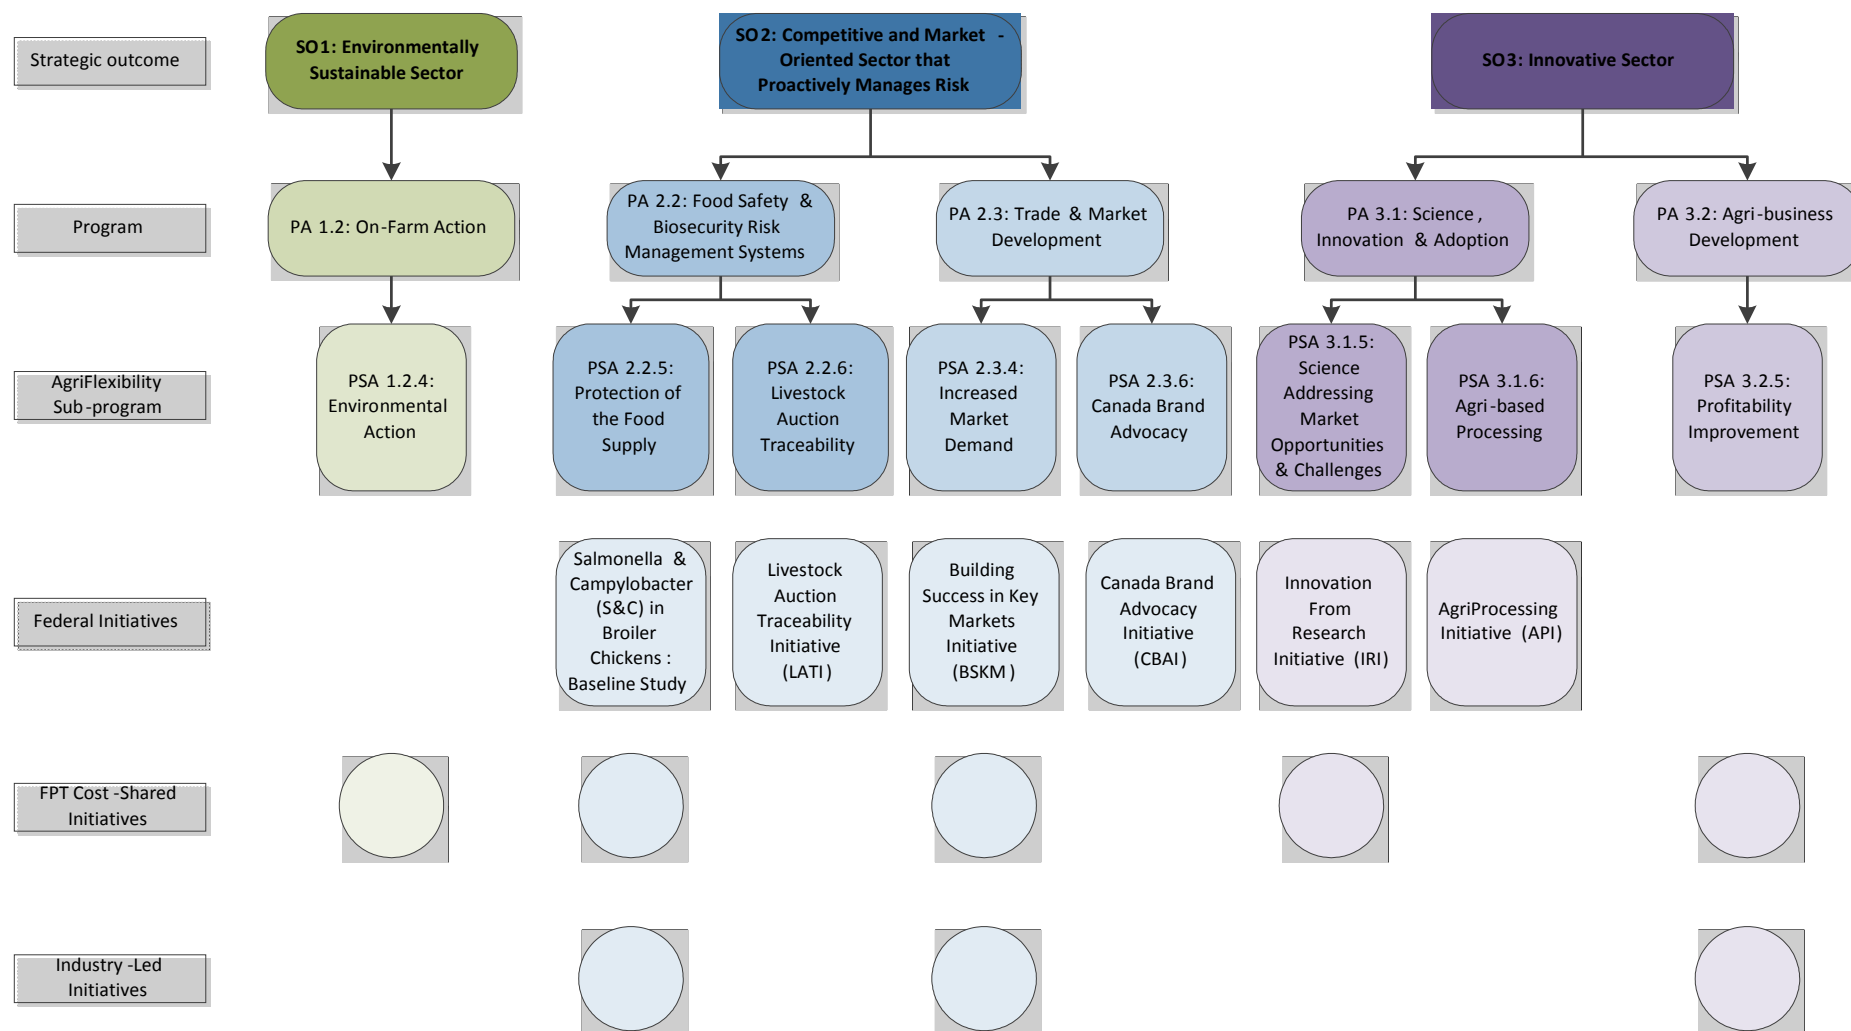 Strategic outcome
SO1: Environmentally
Sustainable Sector
SO2: Competitive and Market -
Oriented Sector that
Proactively Manages Risk
SO3: Innovative Sector
Program
PA 1.2: On-Farm Action
PA 2.2: Food Safety &
Biosecurity Risk
Management Systems
PA 2.3: Trade & Market
Development
PA 3.1: Science ,
Innovation & Adoption
PA 3.2: Agri-business
Development
AgriFlexibility
Sub-program
PSA 1.2.4:
Environmental
Action
PSA 2.2.5:
Protection of
the Food
Supply
PSA 2.2.6:
Livestock
Auction
Traceability
PSA 2.3.4:
Increased
Market
Demand
PSA 2.3.6:
Canada Brand
Advocacy
PSA 3.1.5:
Science
Addressing
Market
Opportunities
& Challenges
PSA 3.1.6:
Agri-based
Processing
PSA 3.2.5:
Profitability
Improvement
Federal Initiatives
Salmonella &
Campylobacter
(S&C) in
Broiler
Chickens :
Baseline Study
Livestock
Auction
Traceability
Initiative
(LATI)
Building
Success in Key
Markets
Initiative
(BSKM)
Canada Brand
Advocacy
Initiative
(CBAI)
Innovation
From
Research
Initiative (IRI)
AgriProcessing
Initiative (API)
FPT Cost -Shared
Initiatives
Industry -Led
Initiatives